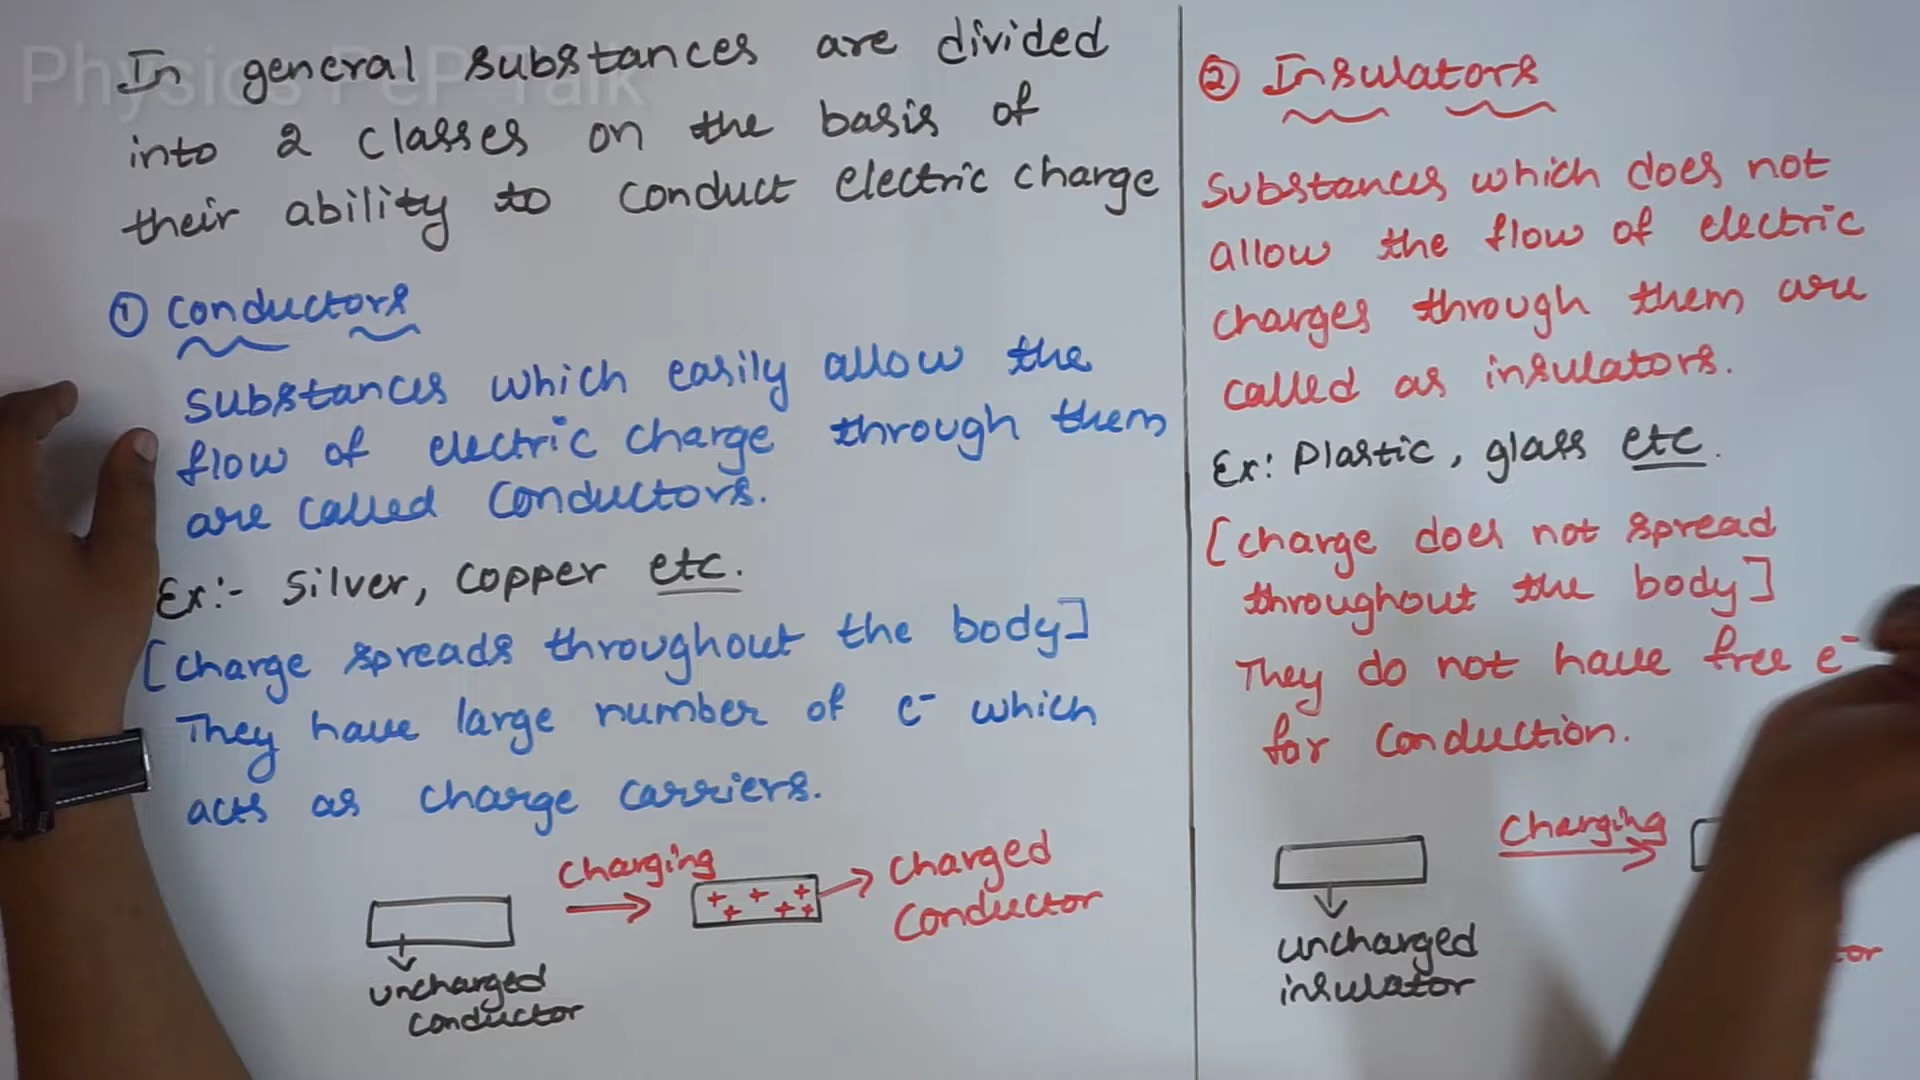 Physics PeP Talk
In general substances are divided
into 2 classes on the basis of
their ability to conduct electric charge
① Conductors
Substances which easily allow the
flow of electric charge through them
are called Conductors.
Ex:- Silver, Copper etc.
[Charge spreads throughout the body]
They have large number of e⁻ which
acts as charge carriers.
Charging
Charged
Conductor
+ + + + + +
uncharged
conductor
② Insulators
Substances which does not
allow the flow of electric
charges through them are
called as insulators.
Ex: Plastic, glass etc.
[Charge does not spread
throughout the body]
They do not have free e⁻
for conduction.
Charging
uncharged
insulator